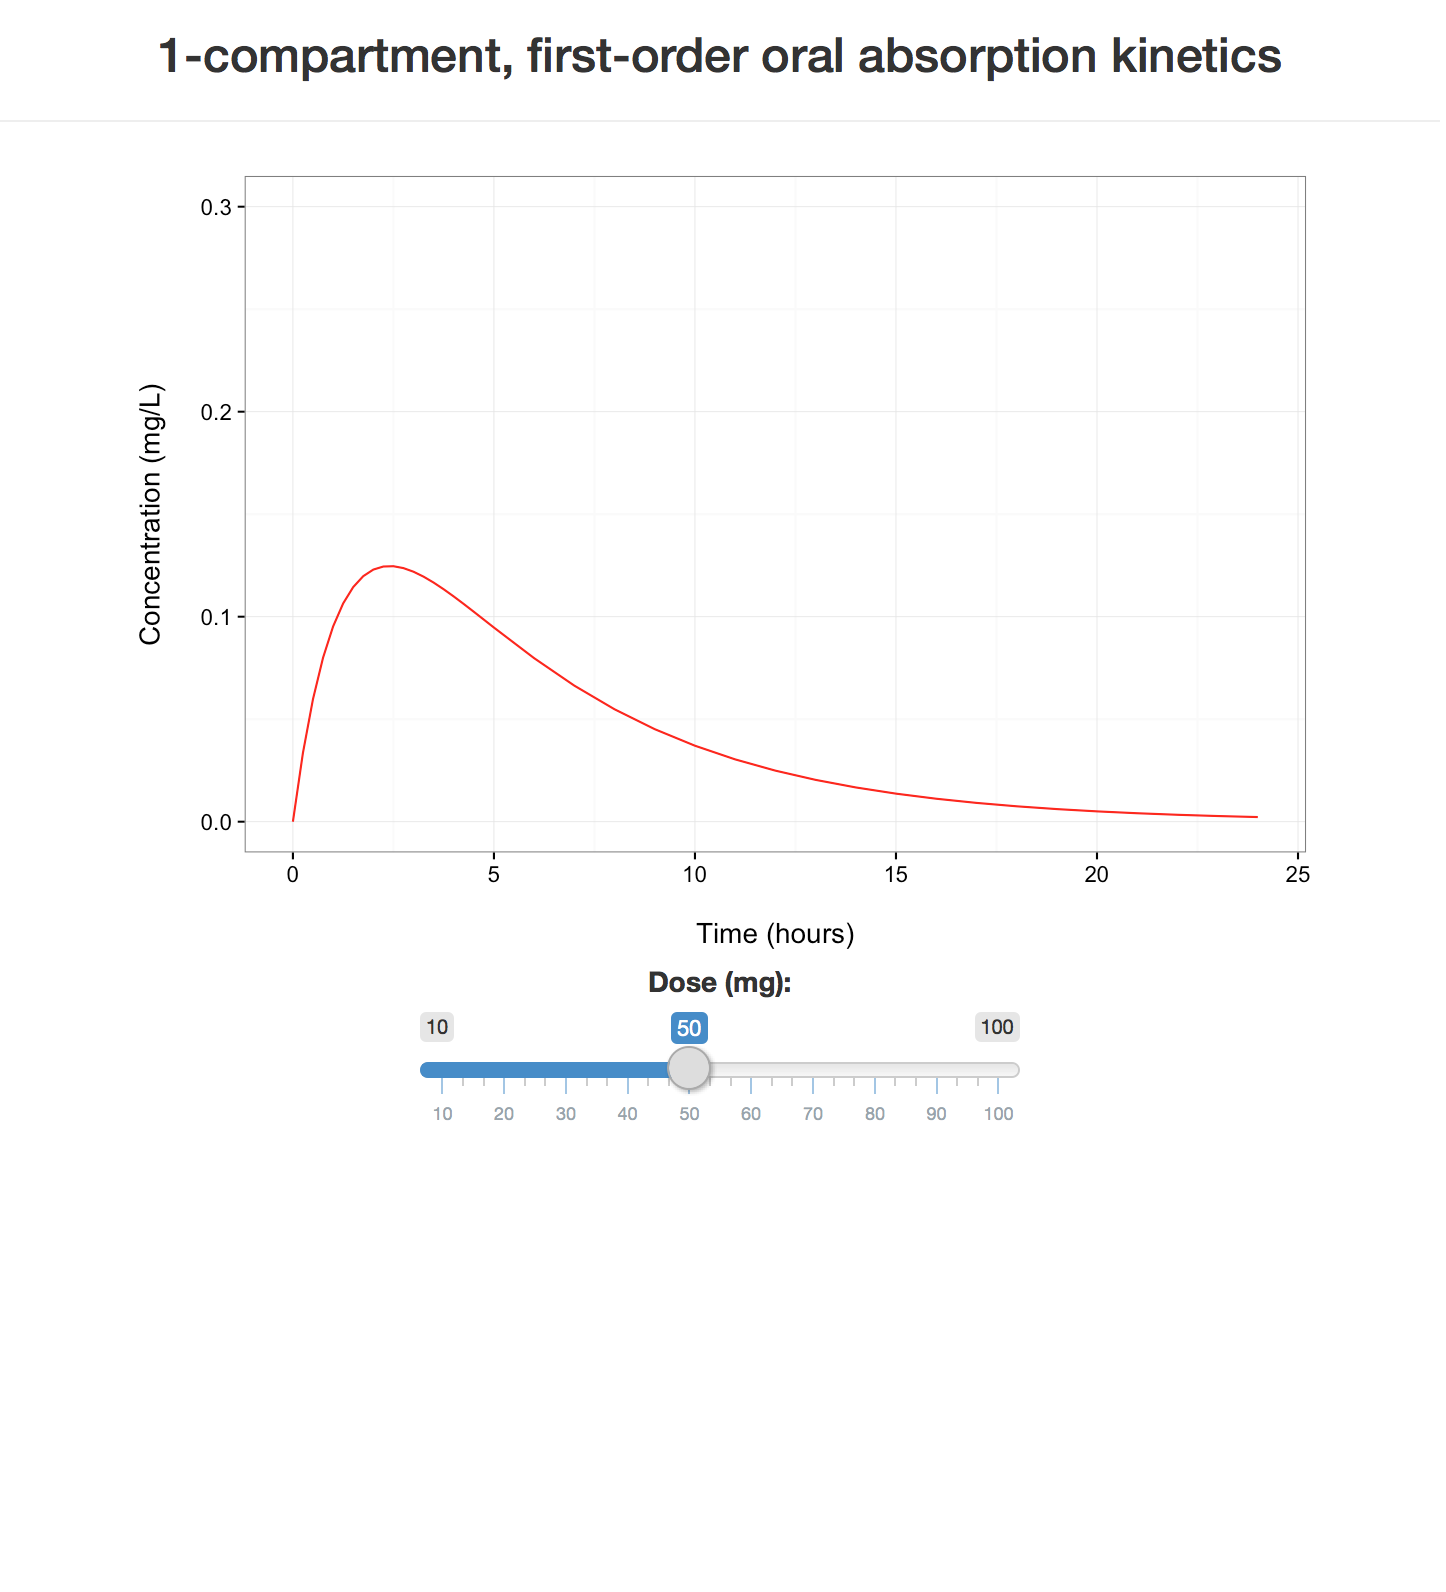 1-compartment, first-order oral absorption kinetics
0.3
0.2
0.1
0.0
Concentration (mg/L)
0 5 10 15 20 25
Time (hours)
Dose (mg):
10 50 100
10 20 30 40 50 60 70 80 90 100